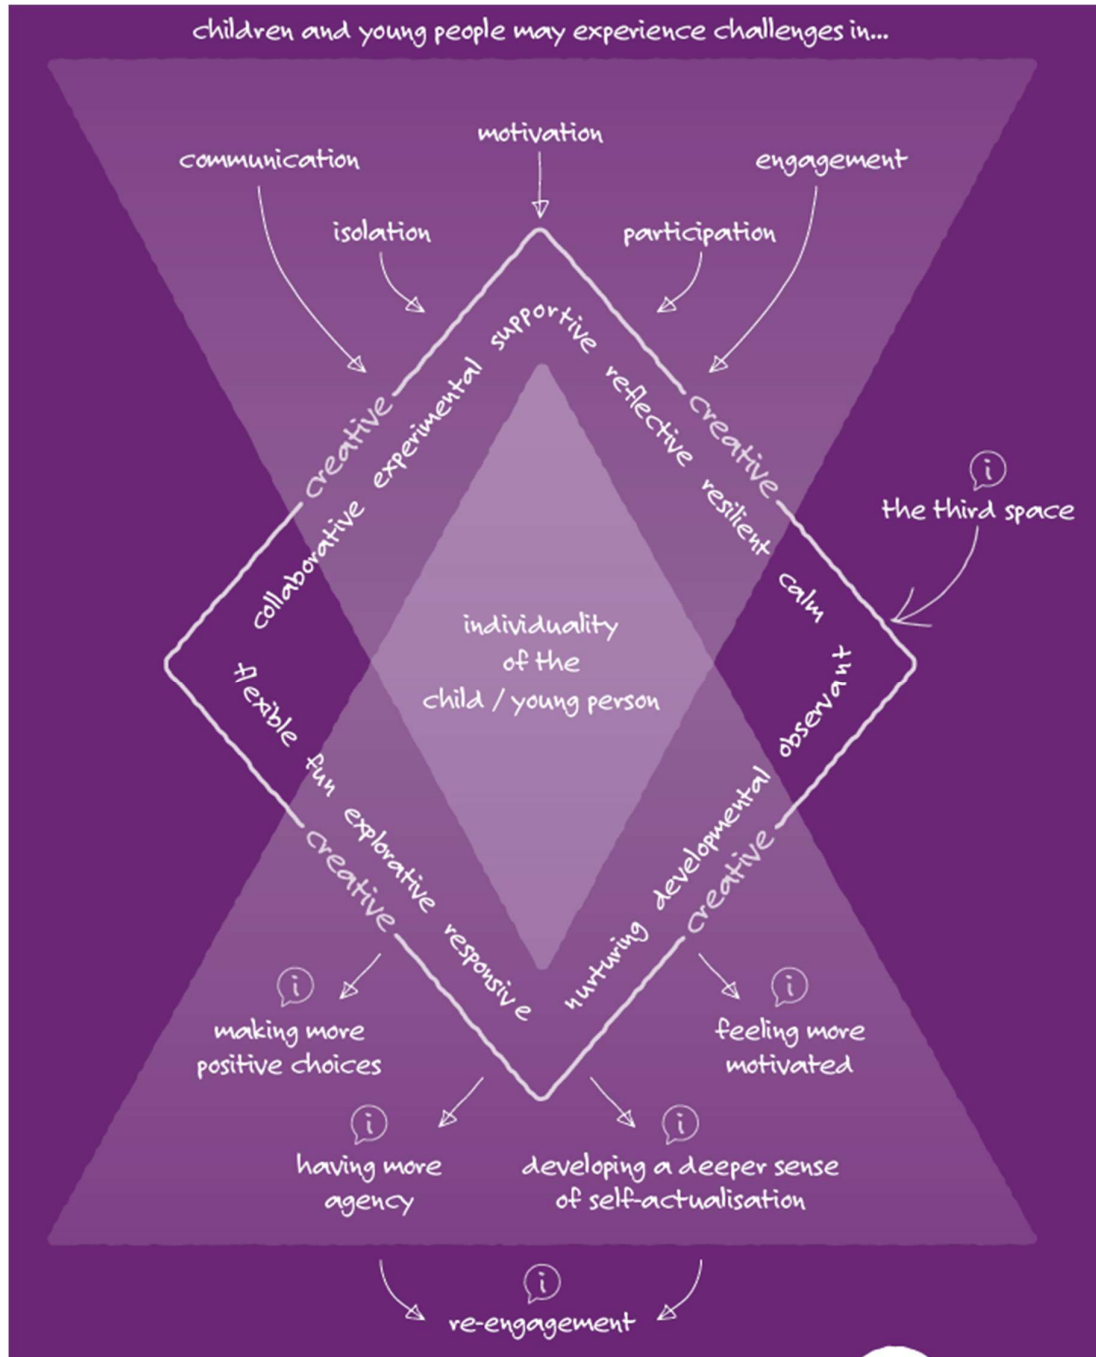 children and young people may experience challenges in...
motivation
communication
engagement
isolation
participation
creative
creative
collaborative experimental supportive reflective resilient calm
i
the third space
individuality
of the
child / young person
flexible fun explorative responsive nurturing developmental observant
creative
creative
i
making more
positive choices
i
feeling more
motivated
i
having more
agency
i
developing a deeper sense
of self-actualisation
i
re-engagement